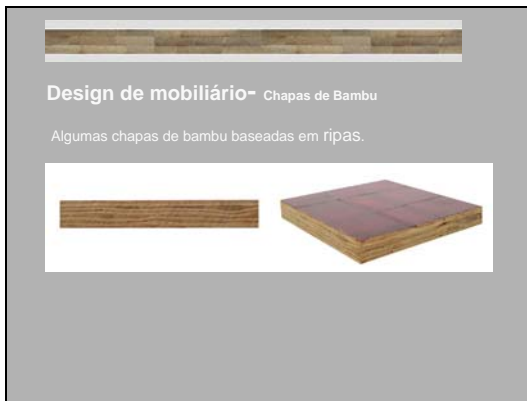 Design de mobiliário- Chapas de Bambu
Algumas chapas de bambu baseadas em ripas.